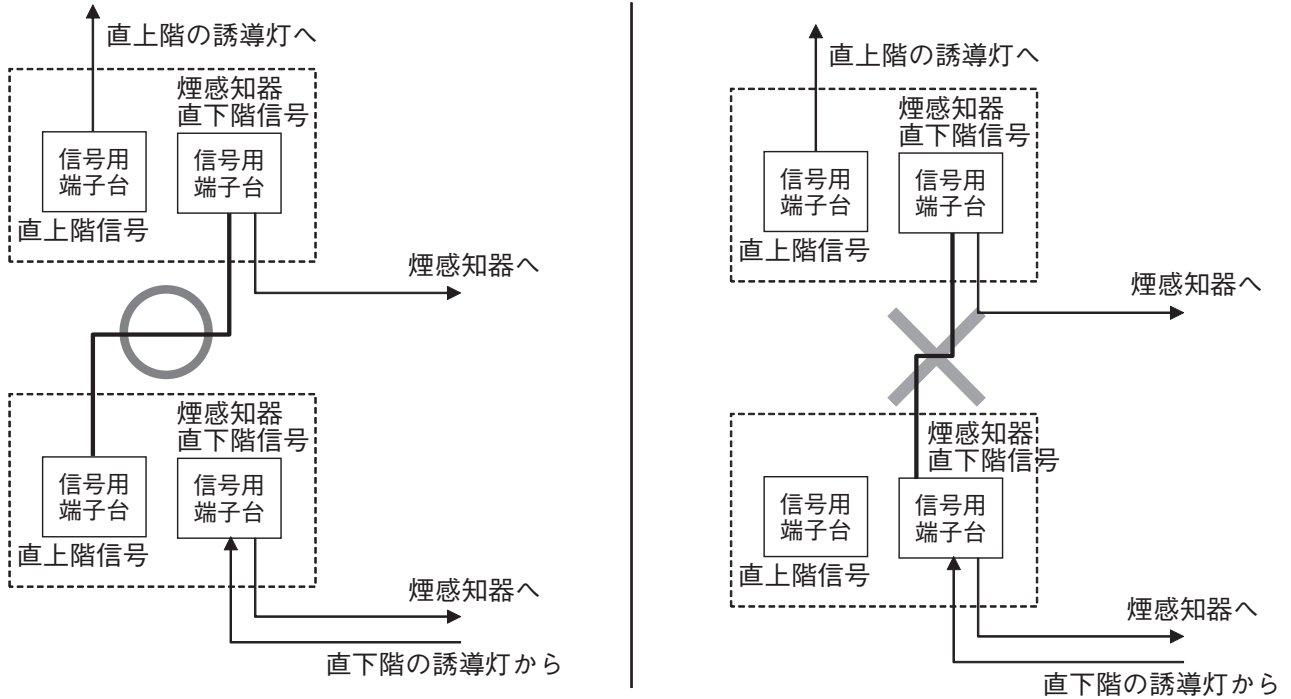 直上階の誘導灯へ
煙感知器
直下階信号
信号用
端子台
信号用
端子台
直上階信号
煙感知器へ
煙感知器
直下階信号
信号用
端子台
信号用
端子台
直上階信号
煙感知器へ
直下階の誘導灯から
直上階の誘導灯へ
煙感知器
直下階信号
信号用
端子台
信号用
端子台
直上階信号
煙感知器へ
煙感知器
直下階信号
信号用
端子台
信号用
端子台
直上階信号
煙感知器へ
直下階の誘導灯から